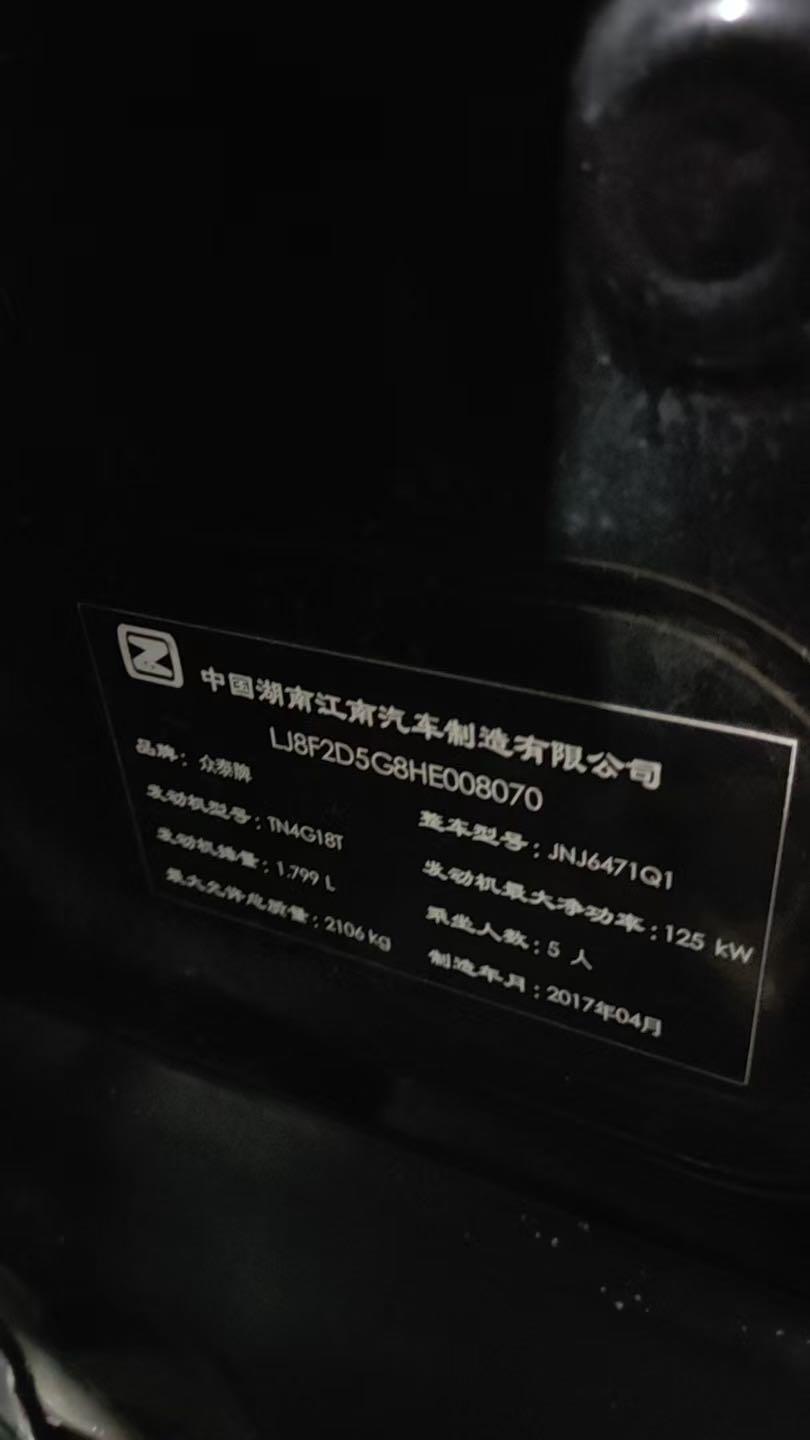 中国湖南江南汽车制造有限公司
LJ8F2D5G8HE008070
品牌：众泰牌
整车型号：JNJ6471Q1
发动机型号：TN4G18T
发动机最大净功率：125 kW
发动机排量：1.799 L
乘坐人数：5 人
最大允许总质量：2106 kg
制造年月：2017年04月